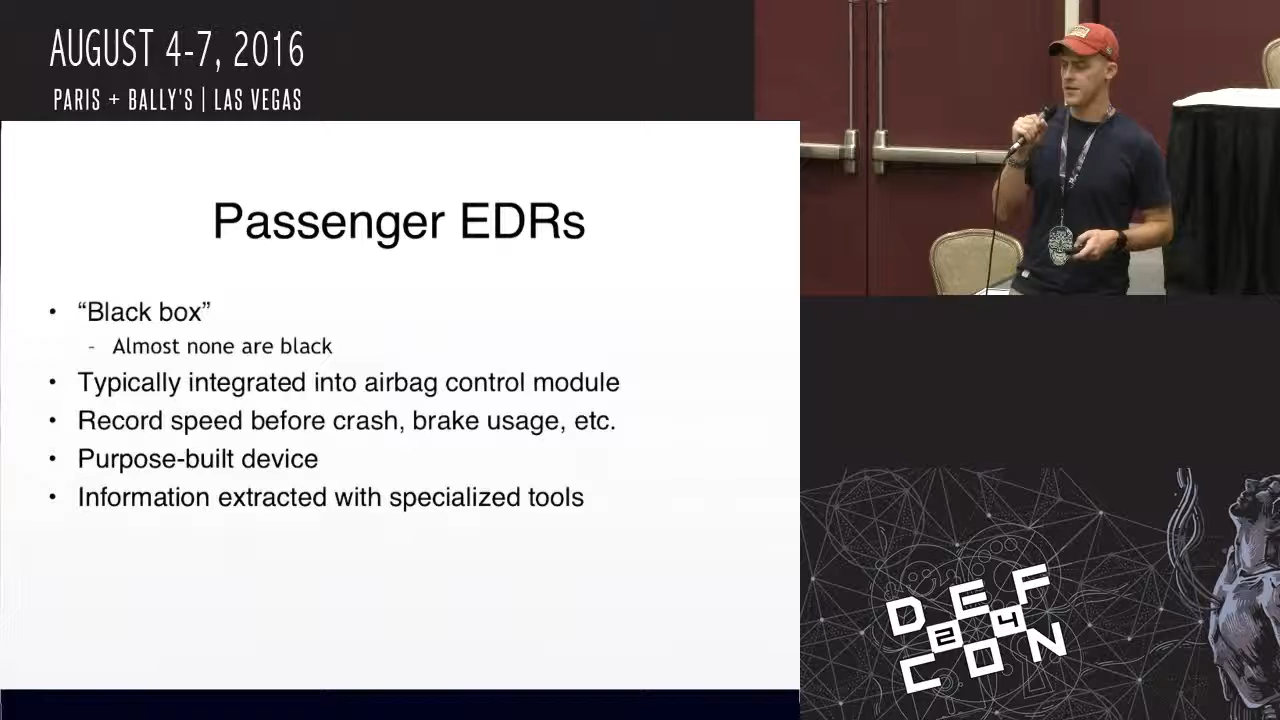 AUGUST 4-7, 2016
PARIS + BALLY'S | LAS VEGAS
Passenger EDRs
• “Black box”
- Almost none are black
• Typically integrated into airbag control module
• Record speed before crash, brake usage, etc.
• Purpose-built device
• Information extracted with specialized tools
DEF
24
CON